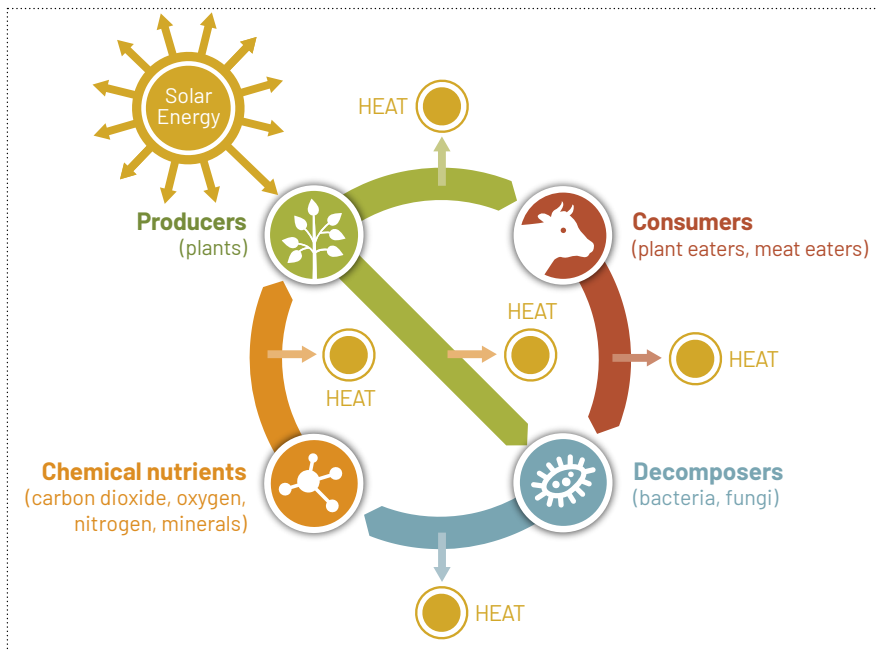 Solar
Energy
HEAT
Producers
(plants)
Consumers
(plant eaters, meat eaters)
HEAT
HEAT
HEAT
Chemical nutrients
(carbon dioxide, oxygen,
nitrogen, minerals)
Decomposers
(bacteria, fungi)
HEAT